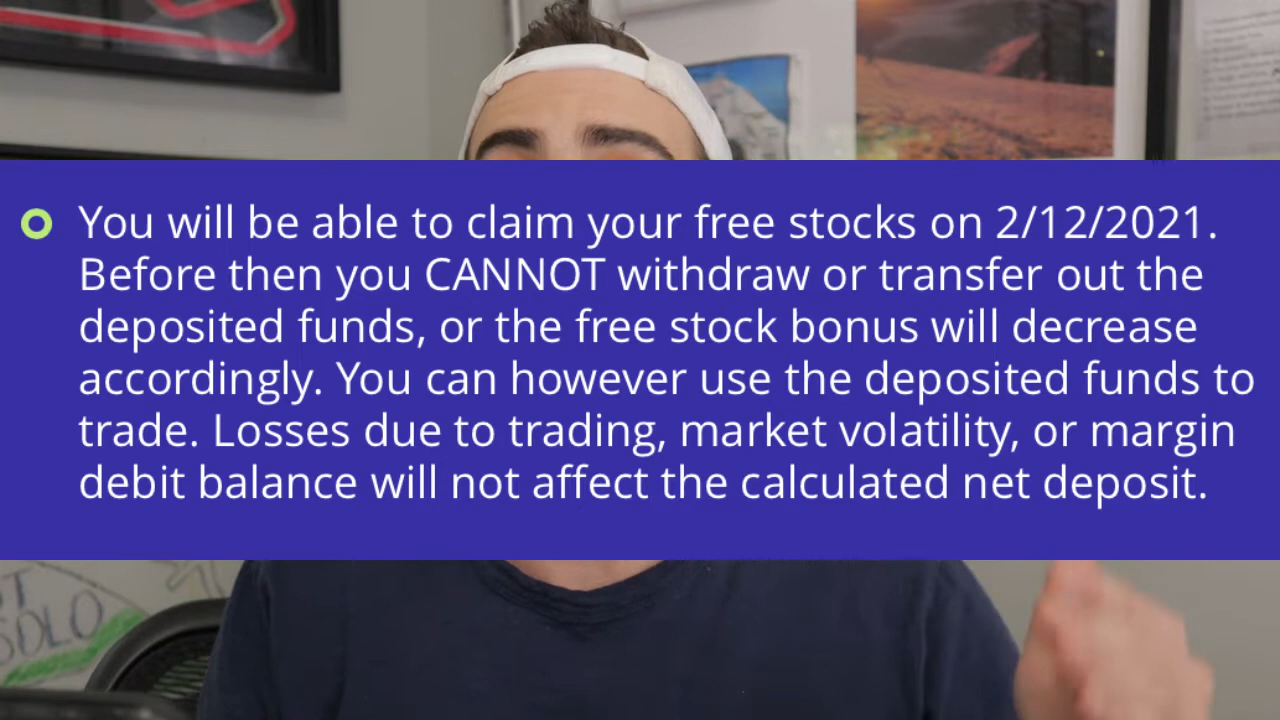 You will be able to claim your free stocks on 2/12/2021.
Before then you CANNOT withdraw or transfer out the
deposited funds, or the free stock bonus will decrease
accordingly. You can however use the deposited funds to
trade. Losses due to trading, market volatility, or margin
debit balance will not affect the calculated net deposit.
SOLO